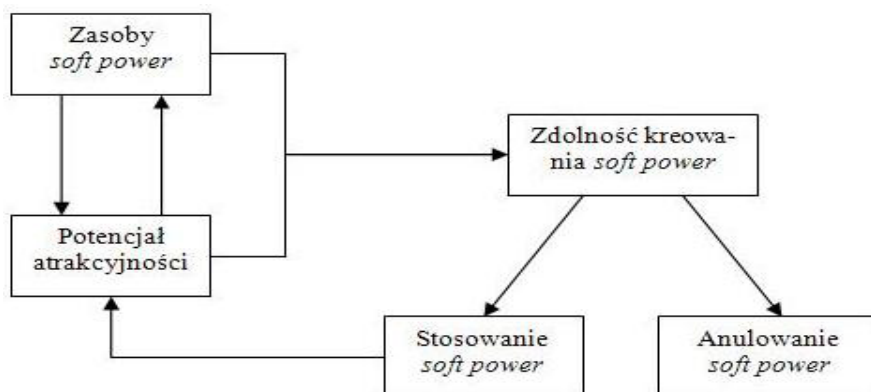 Zasoby
soft power
Zdolność kreowa-
nia soft power
Potencjał
atrakcyjności
Stosowanie
soft power
Anulowanie
soft power